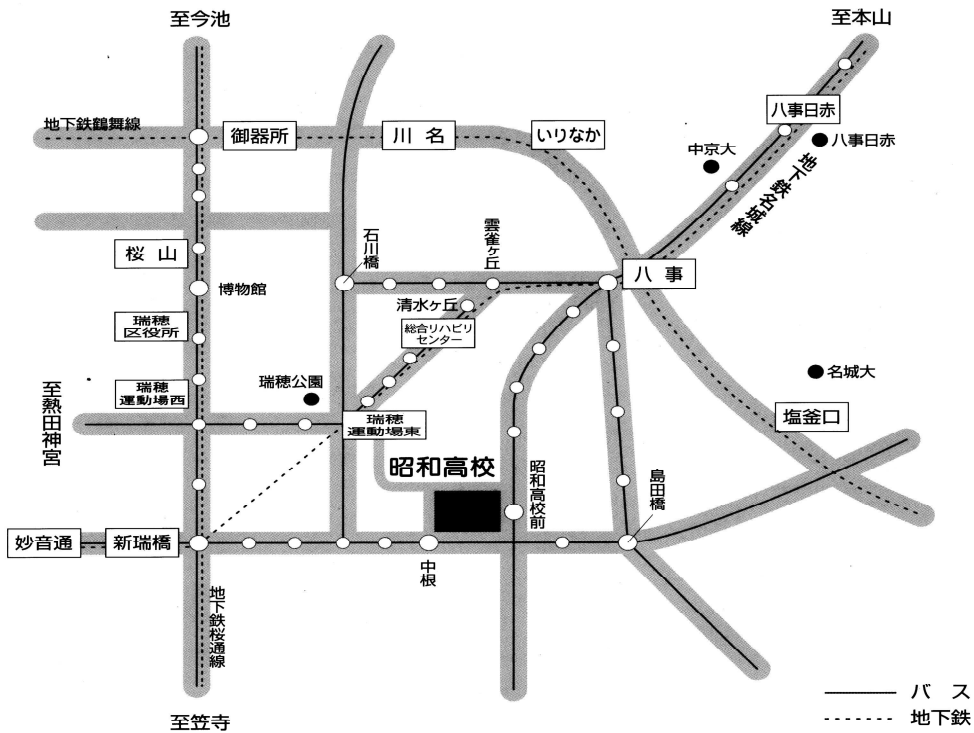 至今池
至本山
地下鉄鶴舞線
御器所
川名
いりなか
八事日赤
八事日赤
中京大
地下鉄名城線
桜山
石川橋
雲雀ヶ丘
八事
博物館
清水ヶ丘
瑞穂
区役所
総合リハビリ
センター
至熱田神宮
瑞穂
運動場西
瑞穂公園
名城大
瑞穂
運動場東
塩釜口
昭和高校
昭和高校前
島田橋
妙音通
新瑞橋
中根
地下鉄桜通線
至笠寺
バス
地下鉄